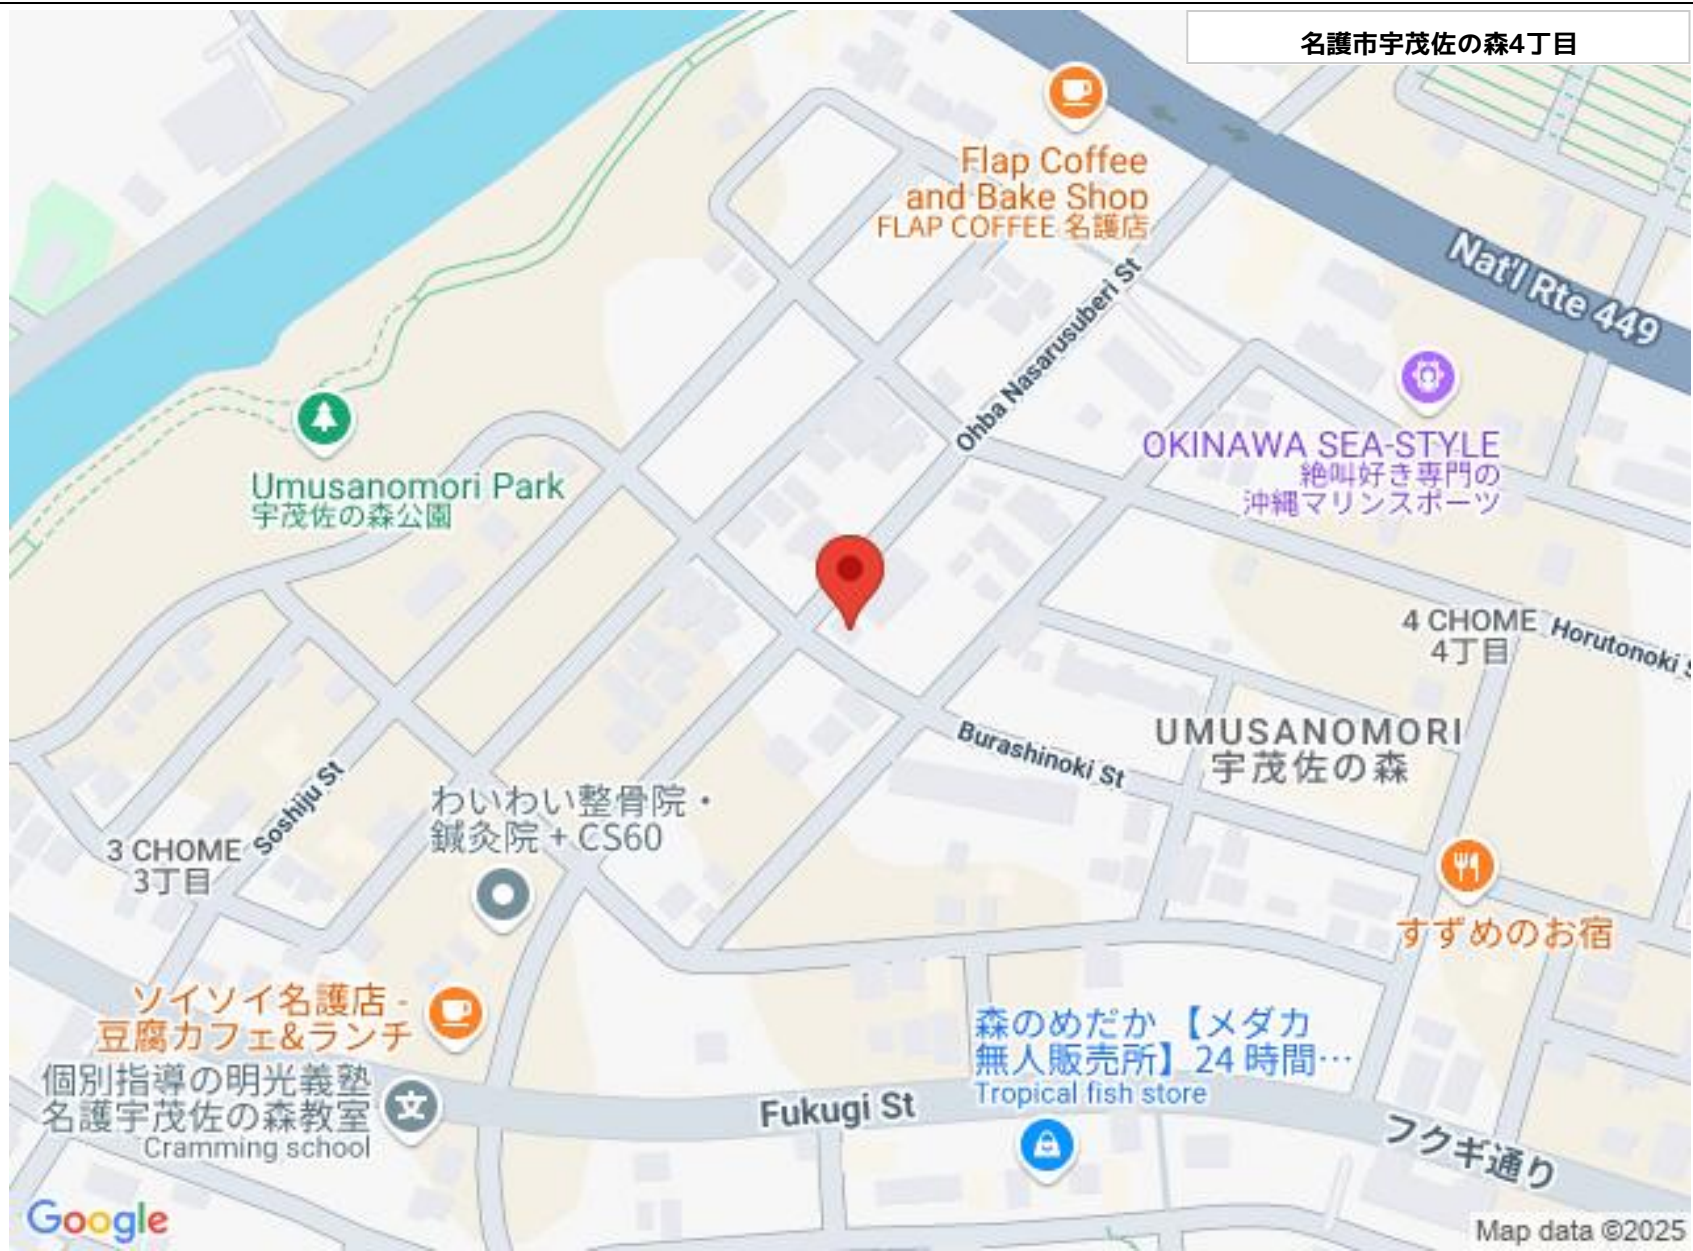 名護市宇茂佐の森4丁目
Flap Coffee
and Bake Shop
FLAP COFFEE 名護店
Nat'l Rte 449
Ohba Nasarusuberi St
OKINAWA SEA-STYLE
絶叫好き専門の
沖縄マリンスポーツ
Umusanomori Park
宇茂佐の森公園
4 CHOME
4丁目
Horutonoki S
UMUSANOMORI
宇茂佐の森
Burashinoki St
わいわい整骨院・
鍼灸院 + CS60
Soshiju St
3 CHOME
3丁目
すずめのお宿
ソイソイ名護店 -
豆腐カフェ&ランチ
森のめだか 【メダカ
無人販売所】24 時間…
Tropical fish store
個別指導の明光義塾
名護宇茂佐の森教室
Cramming school
Fukugi St
フクギ通り
Google
Map data ©2025